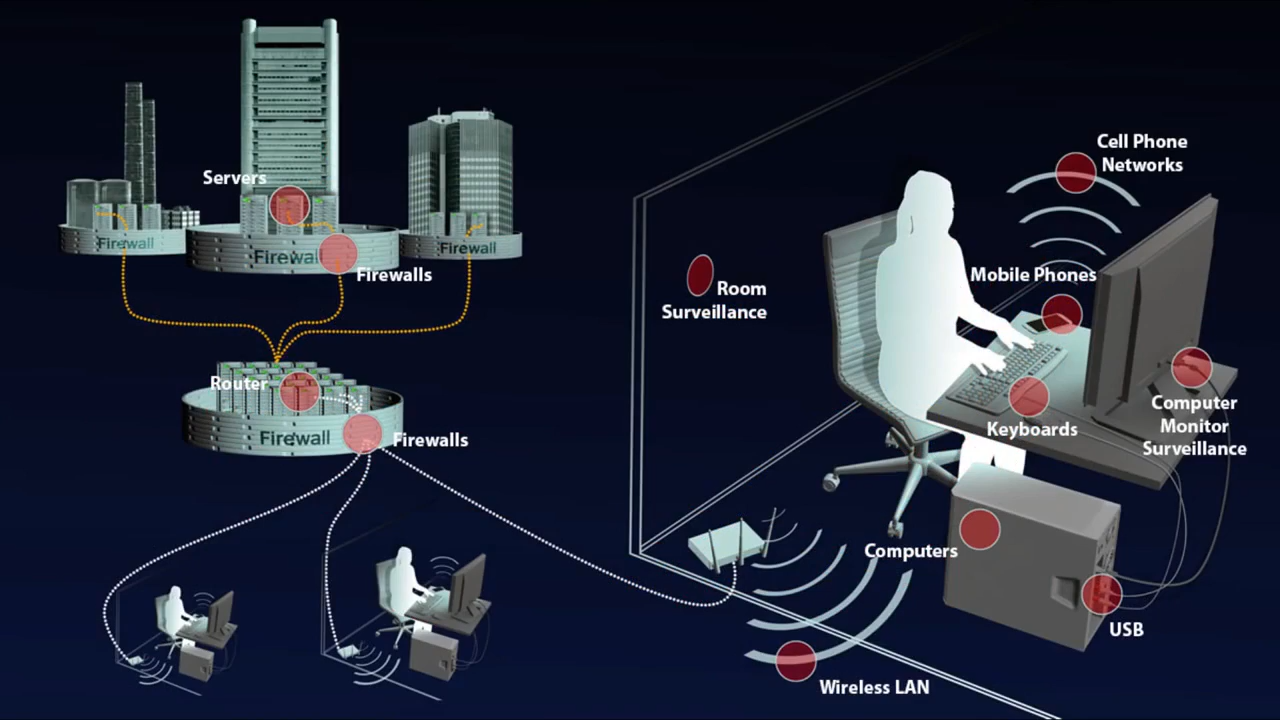 Servers
Firewall
Firewall
Firewall
Firewalls
Router
Firewall
Firewalls
Cell Phone
Networks
Mobile Phones
Room
Surveillance
Keyboards
Computer
Monitor
Surveillance
Computers
USB
Wireless LAN